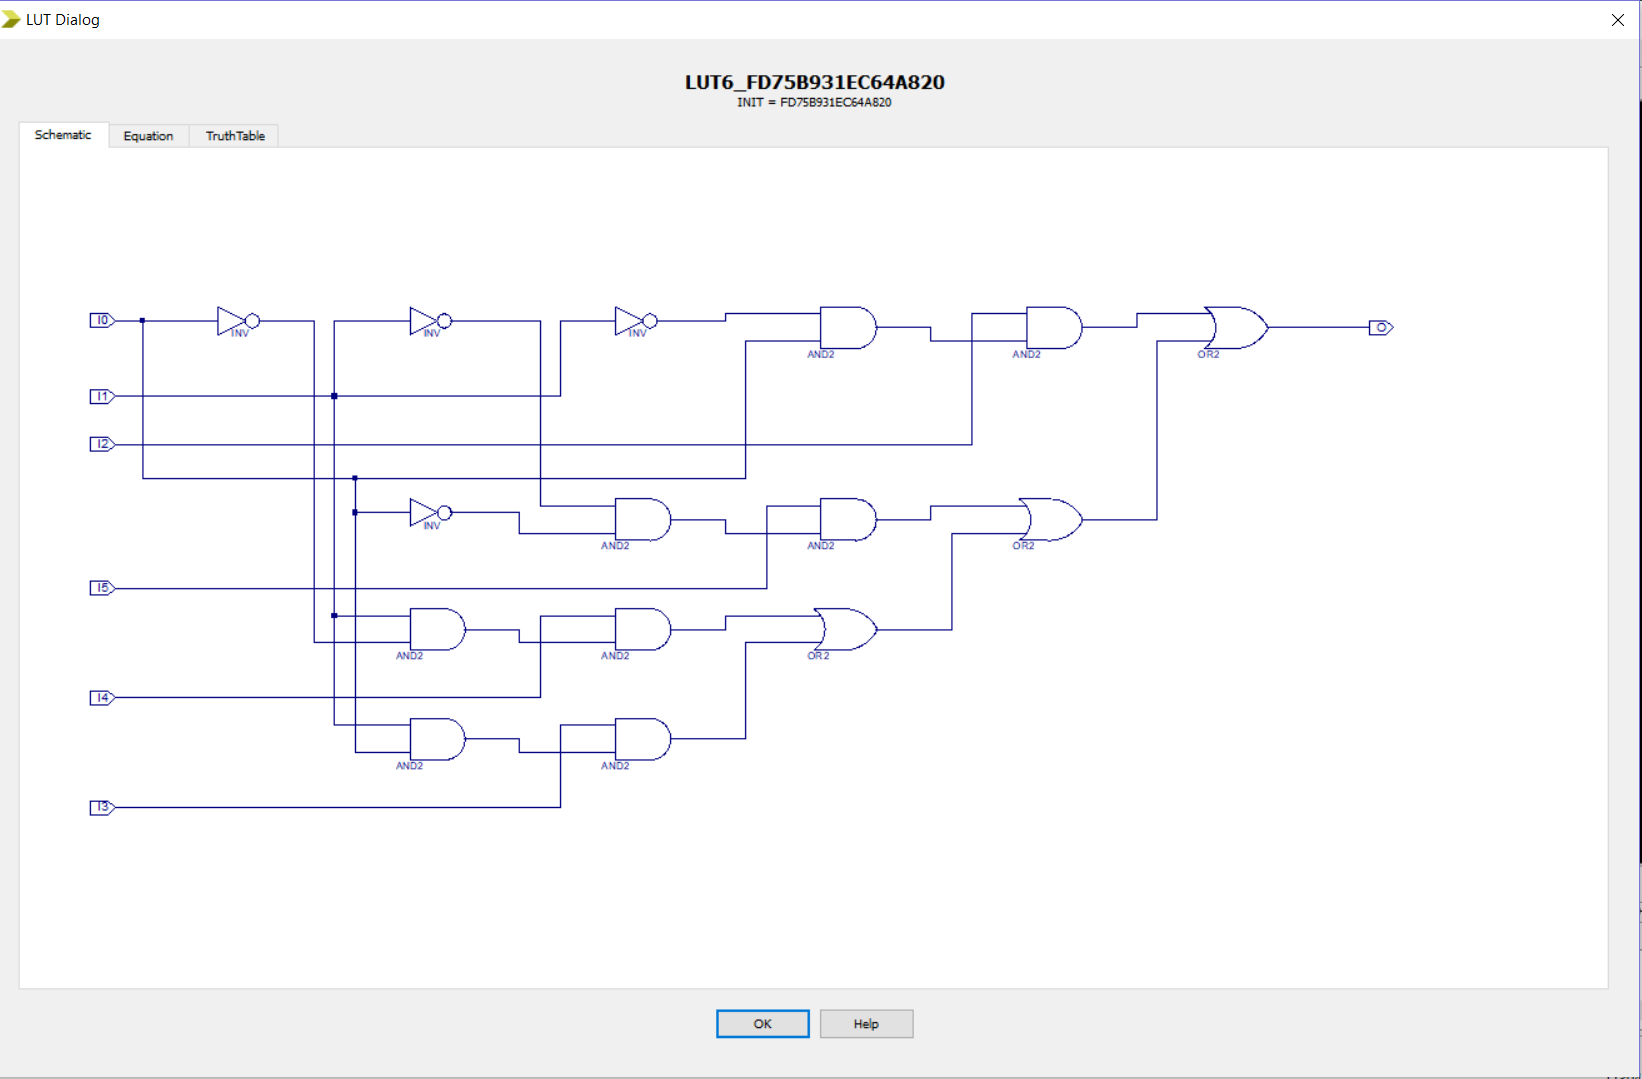 LUT Dialog
LUT6_FD75B931EC64A820
INIT = FD75B931EC64A820
Schematic Equation TruthTable
I0
INV
INV
INV
AND2
AND2
OR2
O
I1
I2
INV
AND2
AND2
OR2
I5
AND2
AND2
OR2
I4
AND2
AND2
I3
OK Help